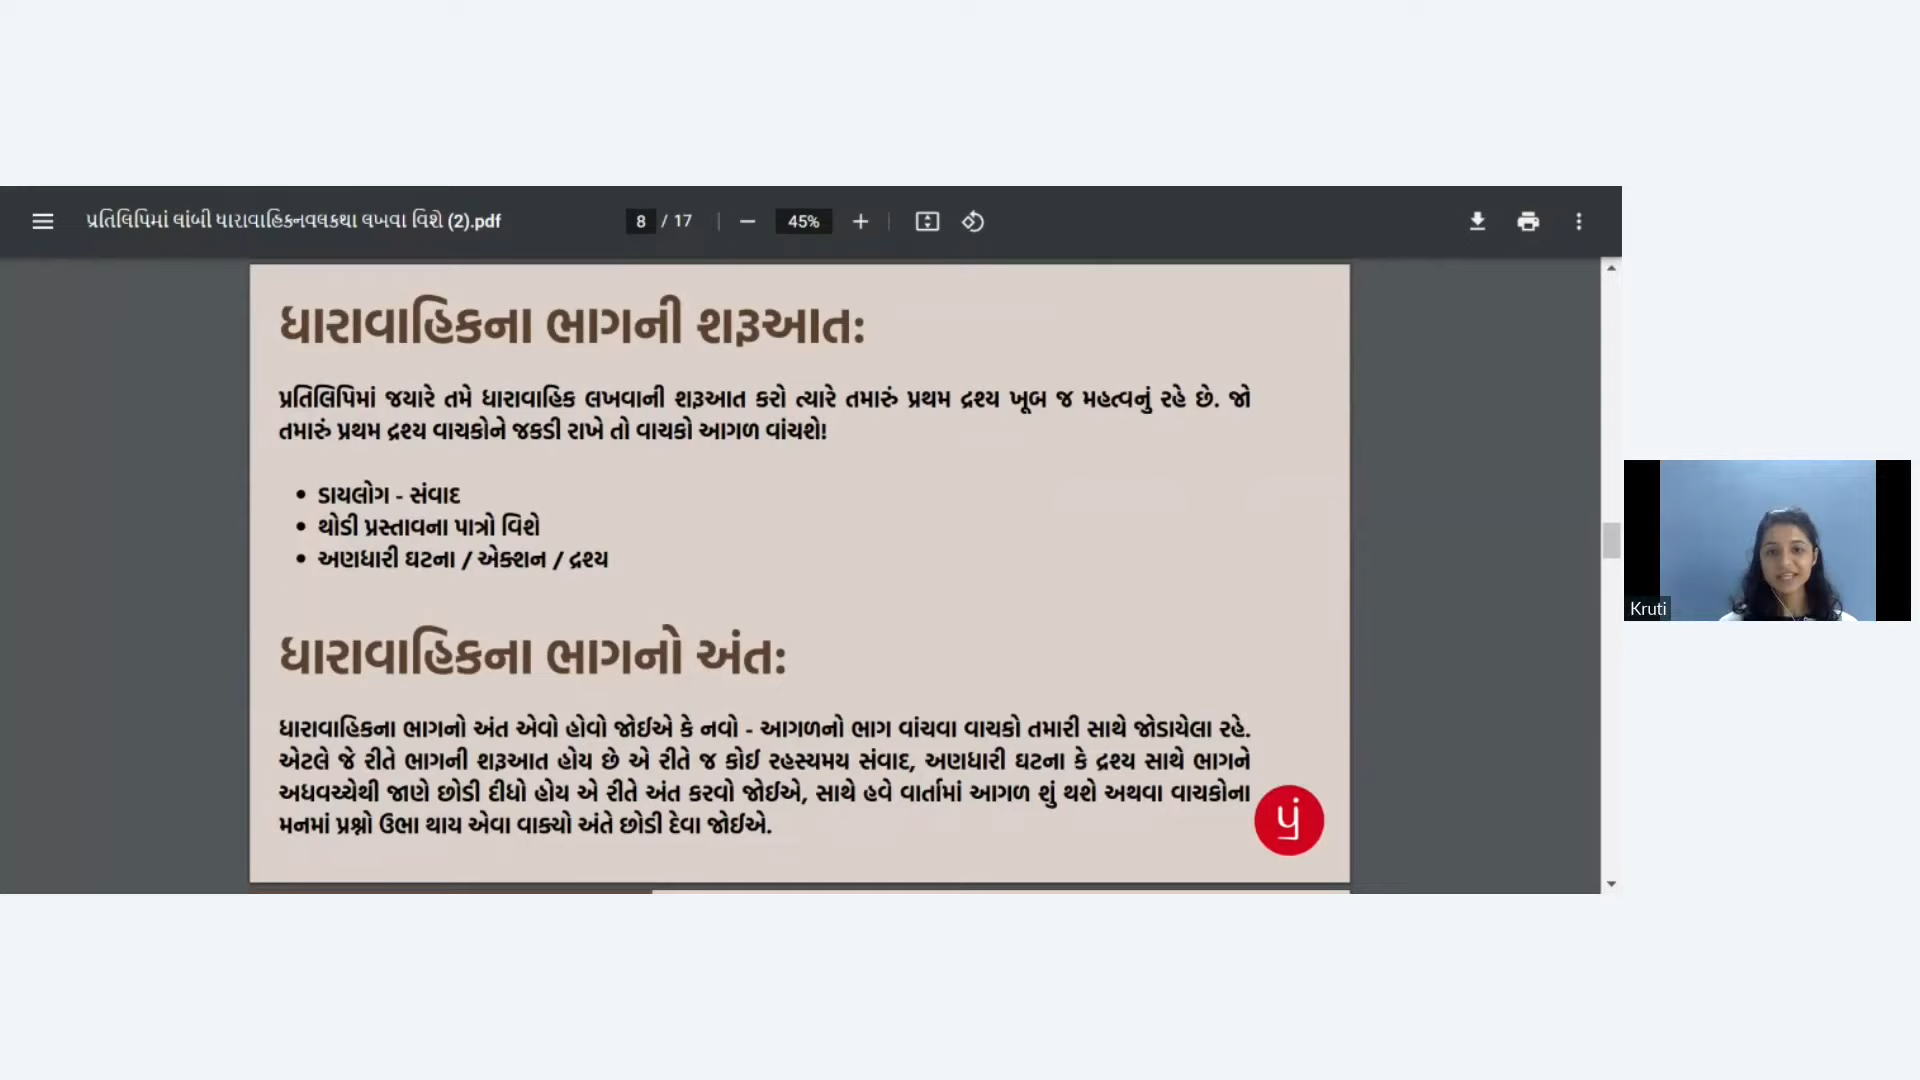 પ્રતિલિપિમાં લાંબી ધારાવાહિકનવલકથા લખવા વિશે (2).pdf
8 / 17
45%
ધારાવાહિકના ભાગની શરૂઆત:
પ્રતિલિપિમાં જયારે તમે ધારાવાહિક લખવાની શરૂઆત કરો ત્યારે તમારું પ્રથમ દ્રશ્ય ખૂબ જ મહત્વનું રહે છે. જો
તમારું પ્રથમ દ્રશ્ય વાચકોને જકડી રાખે તો વાચકો આગળ વાંચશે!
• ડાયલોગ - સંવાદ
• થોડી પ્રસ્તાવના પાત્રો વિશે
• અણધારી ઘટના / એક્શન / દ્રશ્ય
ધારાવાહિકના ભાગનો અંત:
ધારાવાહિકના ભાગનો અંત એવો હોવો જોઈએ કે નવો - આગળનો ભાગ વાંચવા વાચકો તમારી સાથે જોડાયેલા રહે.
એટલે જે રીતે ભાગની શરૂઆત હોય છે એ રીતે જ કોઈ રહસ્યમય સંવાદ, અણધારી ઘટના કે દ્રશ્ય સાથે ભાગને
અધવચ્ચેથી જાણે છોડી દીધો હોય એ રીતે અંત કરવો જોઈએ, સાથે હવે વાર્તામાં આગળ શું થશે અથવા વાચકોના
મનમાં પ્રશ્નો ઉભા થાય એવા વાક્યો અંતે છોડી દેવા જોઈએ.
Kruti